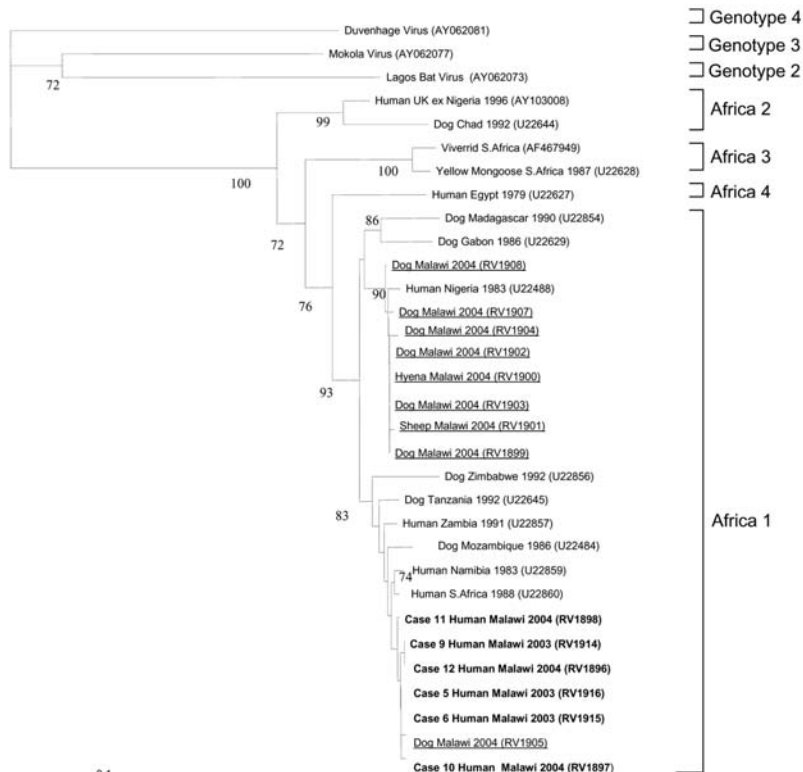 Duvenhage Virus (AY062081)
Genotype 4
Mokola Virus (AY062077)
Genotype 3
72
Lagos Bat Virus (AY062073)
Genotype 2
Human UK ex Nigeria 1996 (AY103008)
99
Dog Chad 1992 (U22644)
Africa 2
Viverrid S.Africa (AF467949)
100
Yellow Mongoose S.Africa 1987 (U22628)
Africa 3
100
Human Egypt 1979 (U22627)
Africa 4
72
86
Dog Madagascar 1990 (U22854)
Dog Gabon 1986 (U22629)
Dog Malawi 2004 (RV1908)
90
Human Nigeria 1983 (U22488)
76
Dog Malawi 2004 (RV1907)
Dog Malawi 2004 (RV1904)
Dog Malawi 2004 (RV1902)
Hyena Malawi 2004 (RV1900)
93
Dog Malawi 2004 (RV1903)
Sheep Malawi 2004 (RV1901)
Dog Malawi 2004 (RV1899)
Dog Zimbabwe 1992 (U22856)
Dog Tanzania 1992 (U22645)
83
Human Zambia 1991 (U22857)
Africa 1
Dog Mozambique 1986 (U22484)
74
Human Namibia 1983 (U22859)
Human S.Africa 1988 (U22860)
Case 11 Human Malawi 2004 (RV1898)
Case 9 Human Malawi 2003 (RV1914)
Case 12 Human Malawi 2004 (RV1896)
Case 5 Human Malawi 2003 (RV1916)
Case 6 Human Malawi 2003 (RV1915)
Dog Malawi 2004 (RV1905)
Case 10 Human Malawi 2004 (RV1897)